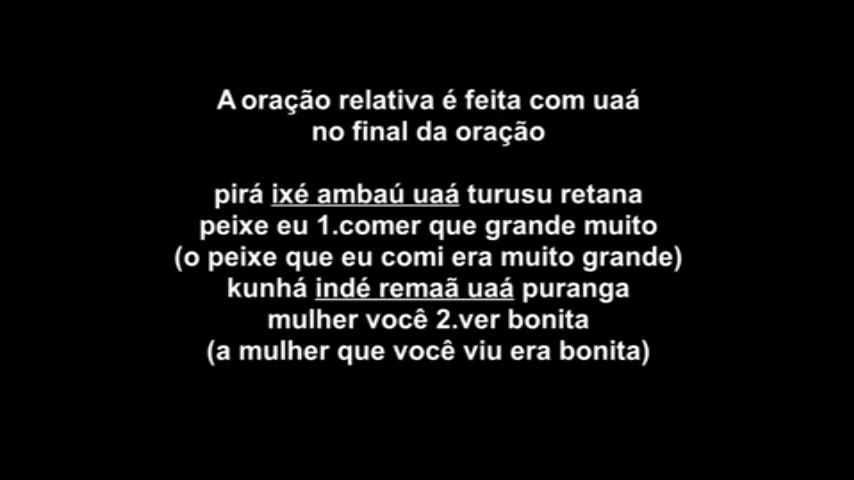 A oração relativa é feita com uaá
no final da oração
pirá ixé ambaú uaá turusu retana
peixe eu 1.comer que grande muito
(o peixe que eu comi era muito grande)
kunhá indé remaã uaá puranga
mulher você 2.ver bonita
(a mulher que você viu era bonita)